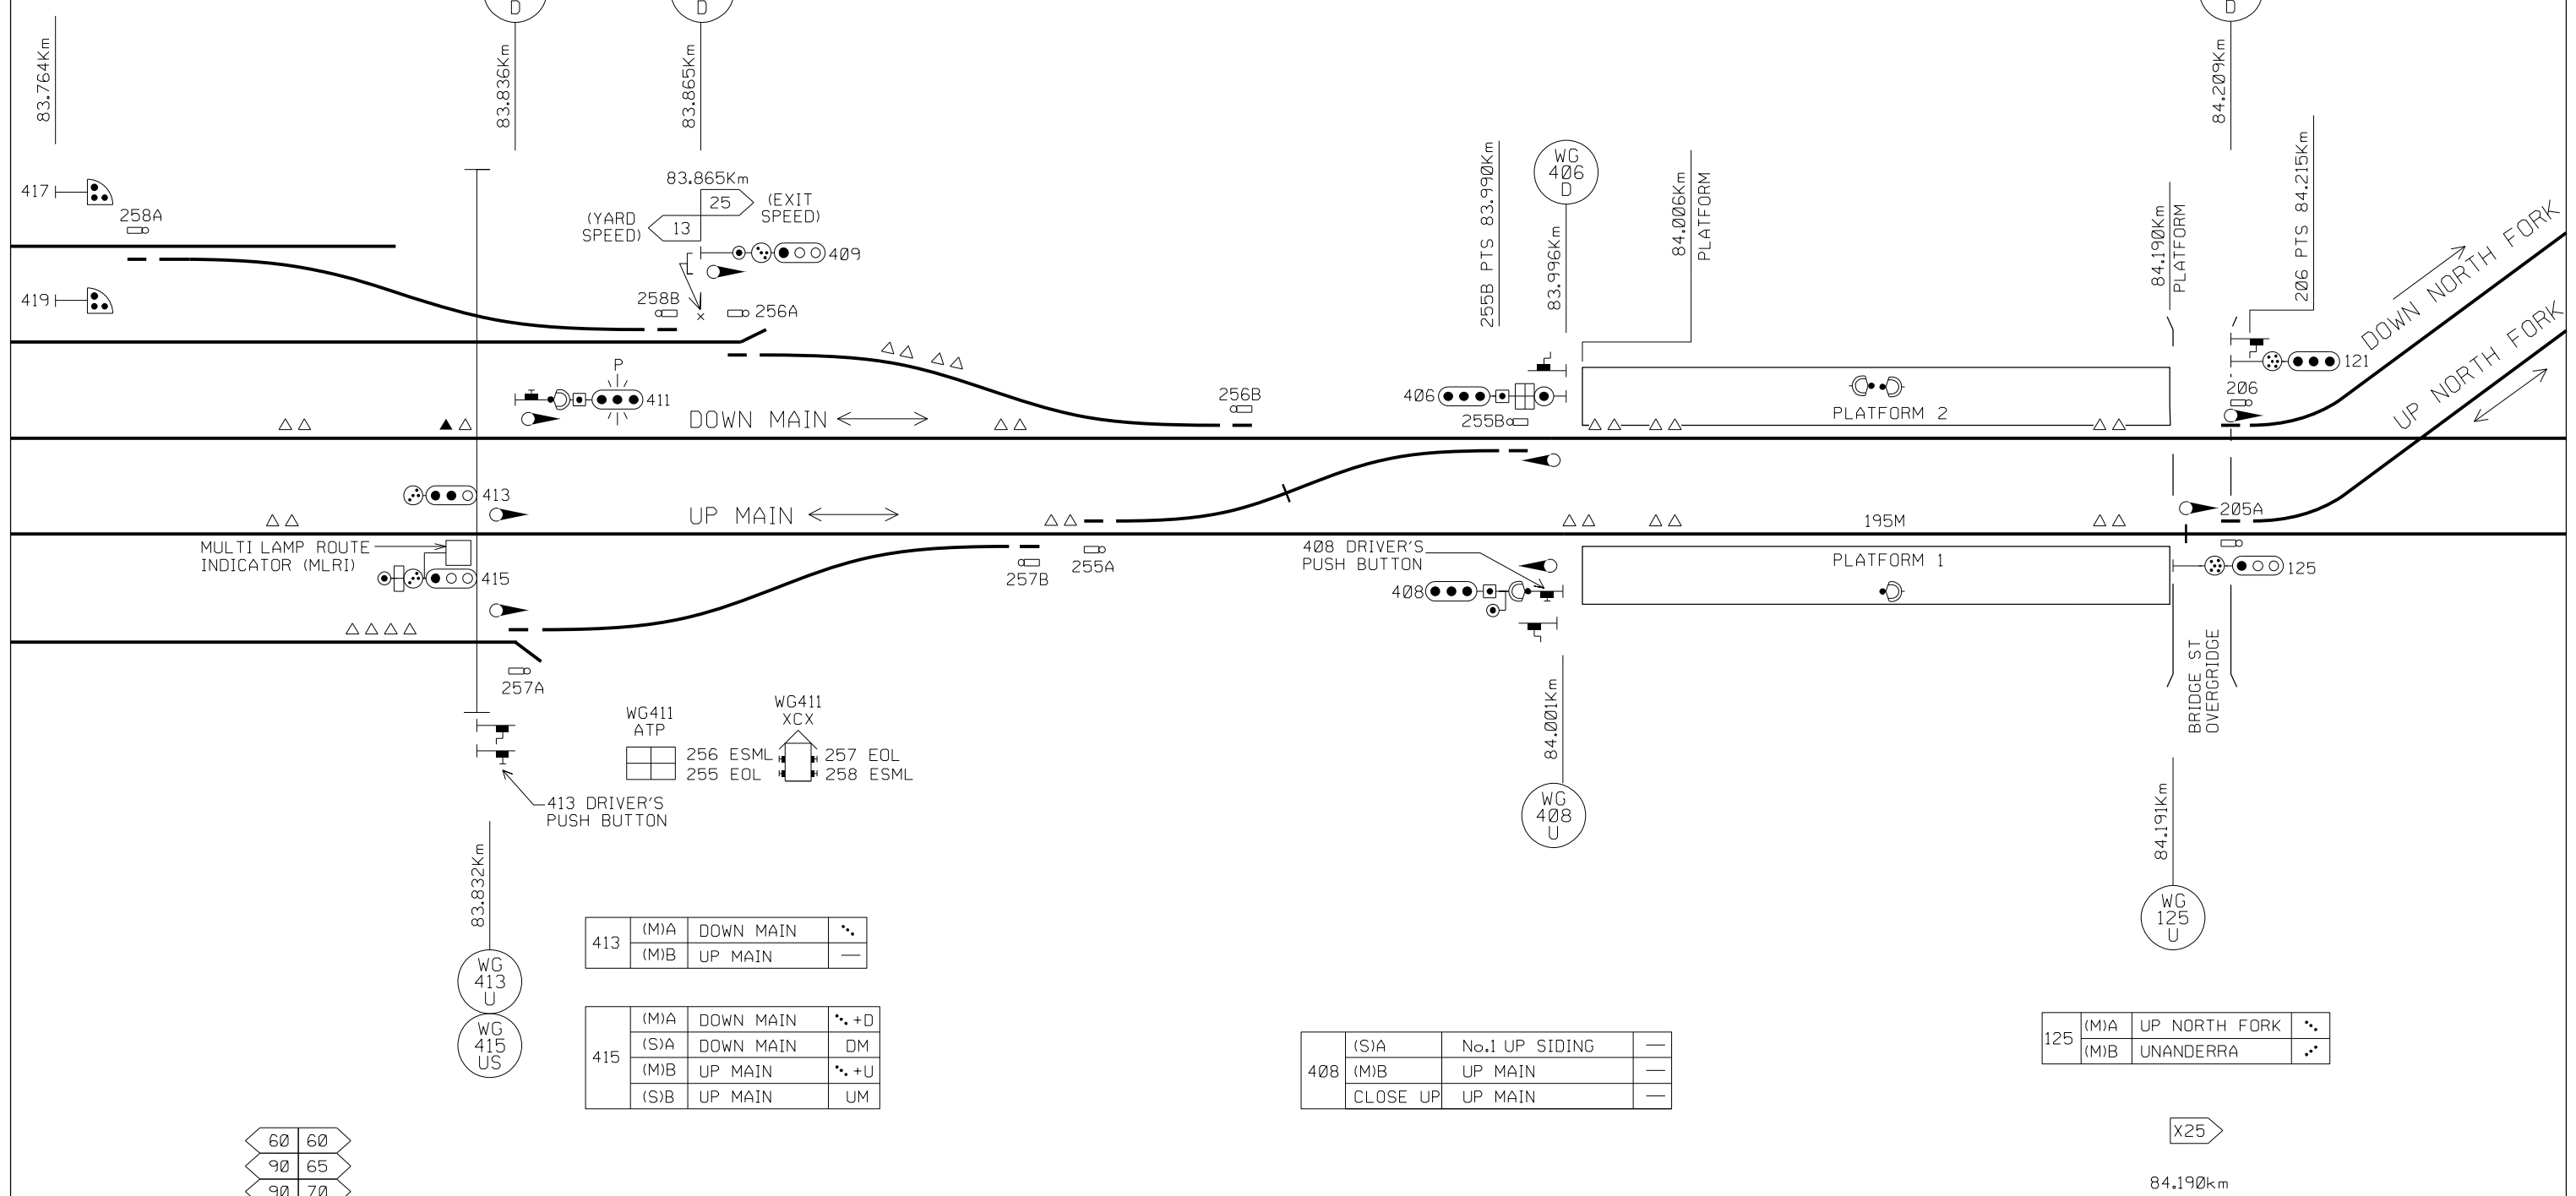 D
D
D
83.764Km
83.836Km
83.865Km
84.209Km
417
258A
419
83.865Km
25
(EXIT
SPEED)
(YARD
SPEED)
13
409
258B
256A
P
411
DOWN MAIN
256B
255B PTS 83.990Km
WG
406
D
83.996Km
84.006Km
PLATFORM
406
255B
PLATFORM 2
84.190Km
PLATFORM
206 PTS 84.215Km
121
206
DOWN NORTH FORK
UP NORTH FORK
413
UP MAIN
195M
205A
MULTI LAMP ROUTE
INDICATOR (MLRI)
415
257B
255A
408 DRIVER'S
PUSH BUTTON
408
PLATFORM 1
125
257A
BRIDGE ST
OVERGRIDGE
WG411
ATP
256 ESML
255 EOL
WG411
XCX
257 EOL
258 ESML
413 DRIVER'S
PUSH BUTTON
84.001Km
WG
408
U
84.191Km
WG
125
U
83.832Km
WG
413
U
WG
415
US
413 (M)A DOWN MAIN
(M)B UP MAIN —
415 (M)A DOWN MAIN +D
(S)A DOWN MAIN DM
(M)B UP MAIN +U
(S)B UP MAIN UM
408 (S)A No.1 UP SIDING —
(M)B UP MAIN —
CLOSE UP UP MAIN —
125 (M)A UP NORTH FORK
(M)B UNANDERRA
60 60
90 65
90 70
X25
84.190km